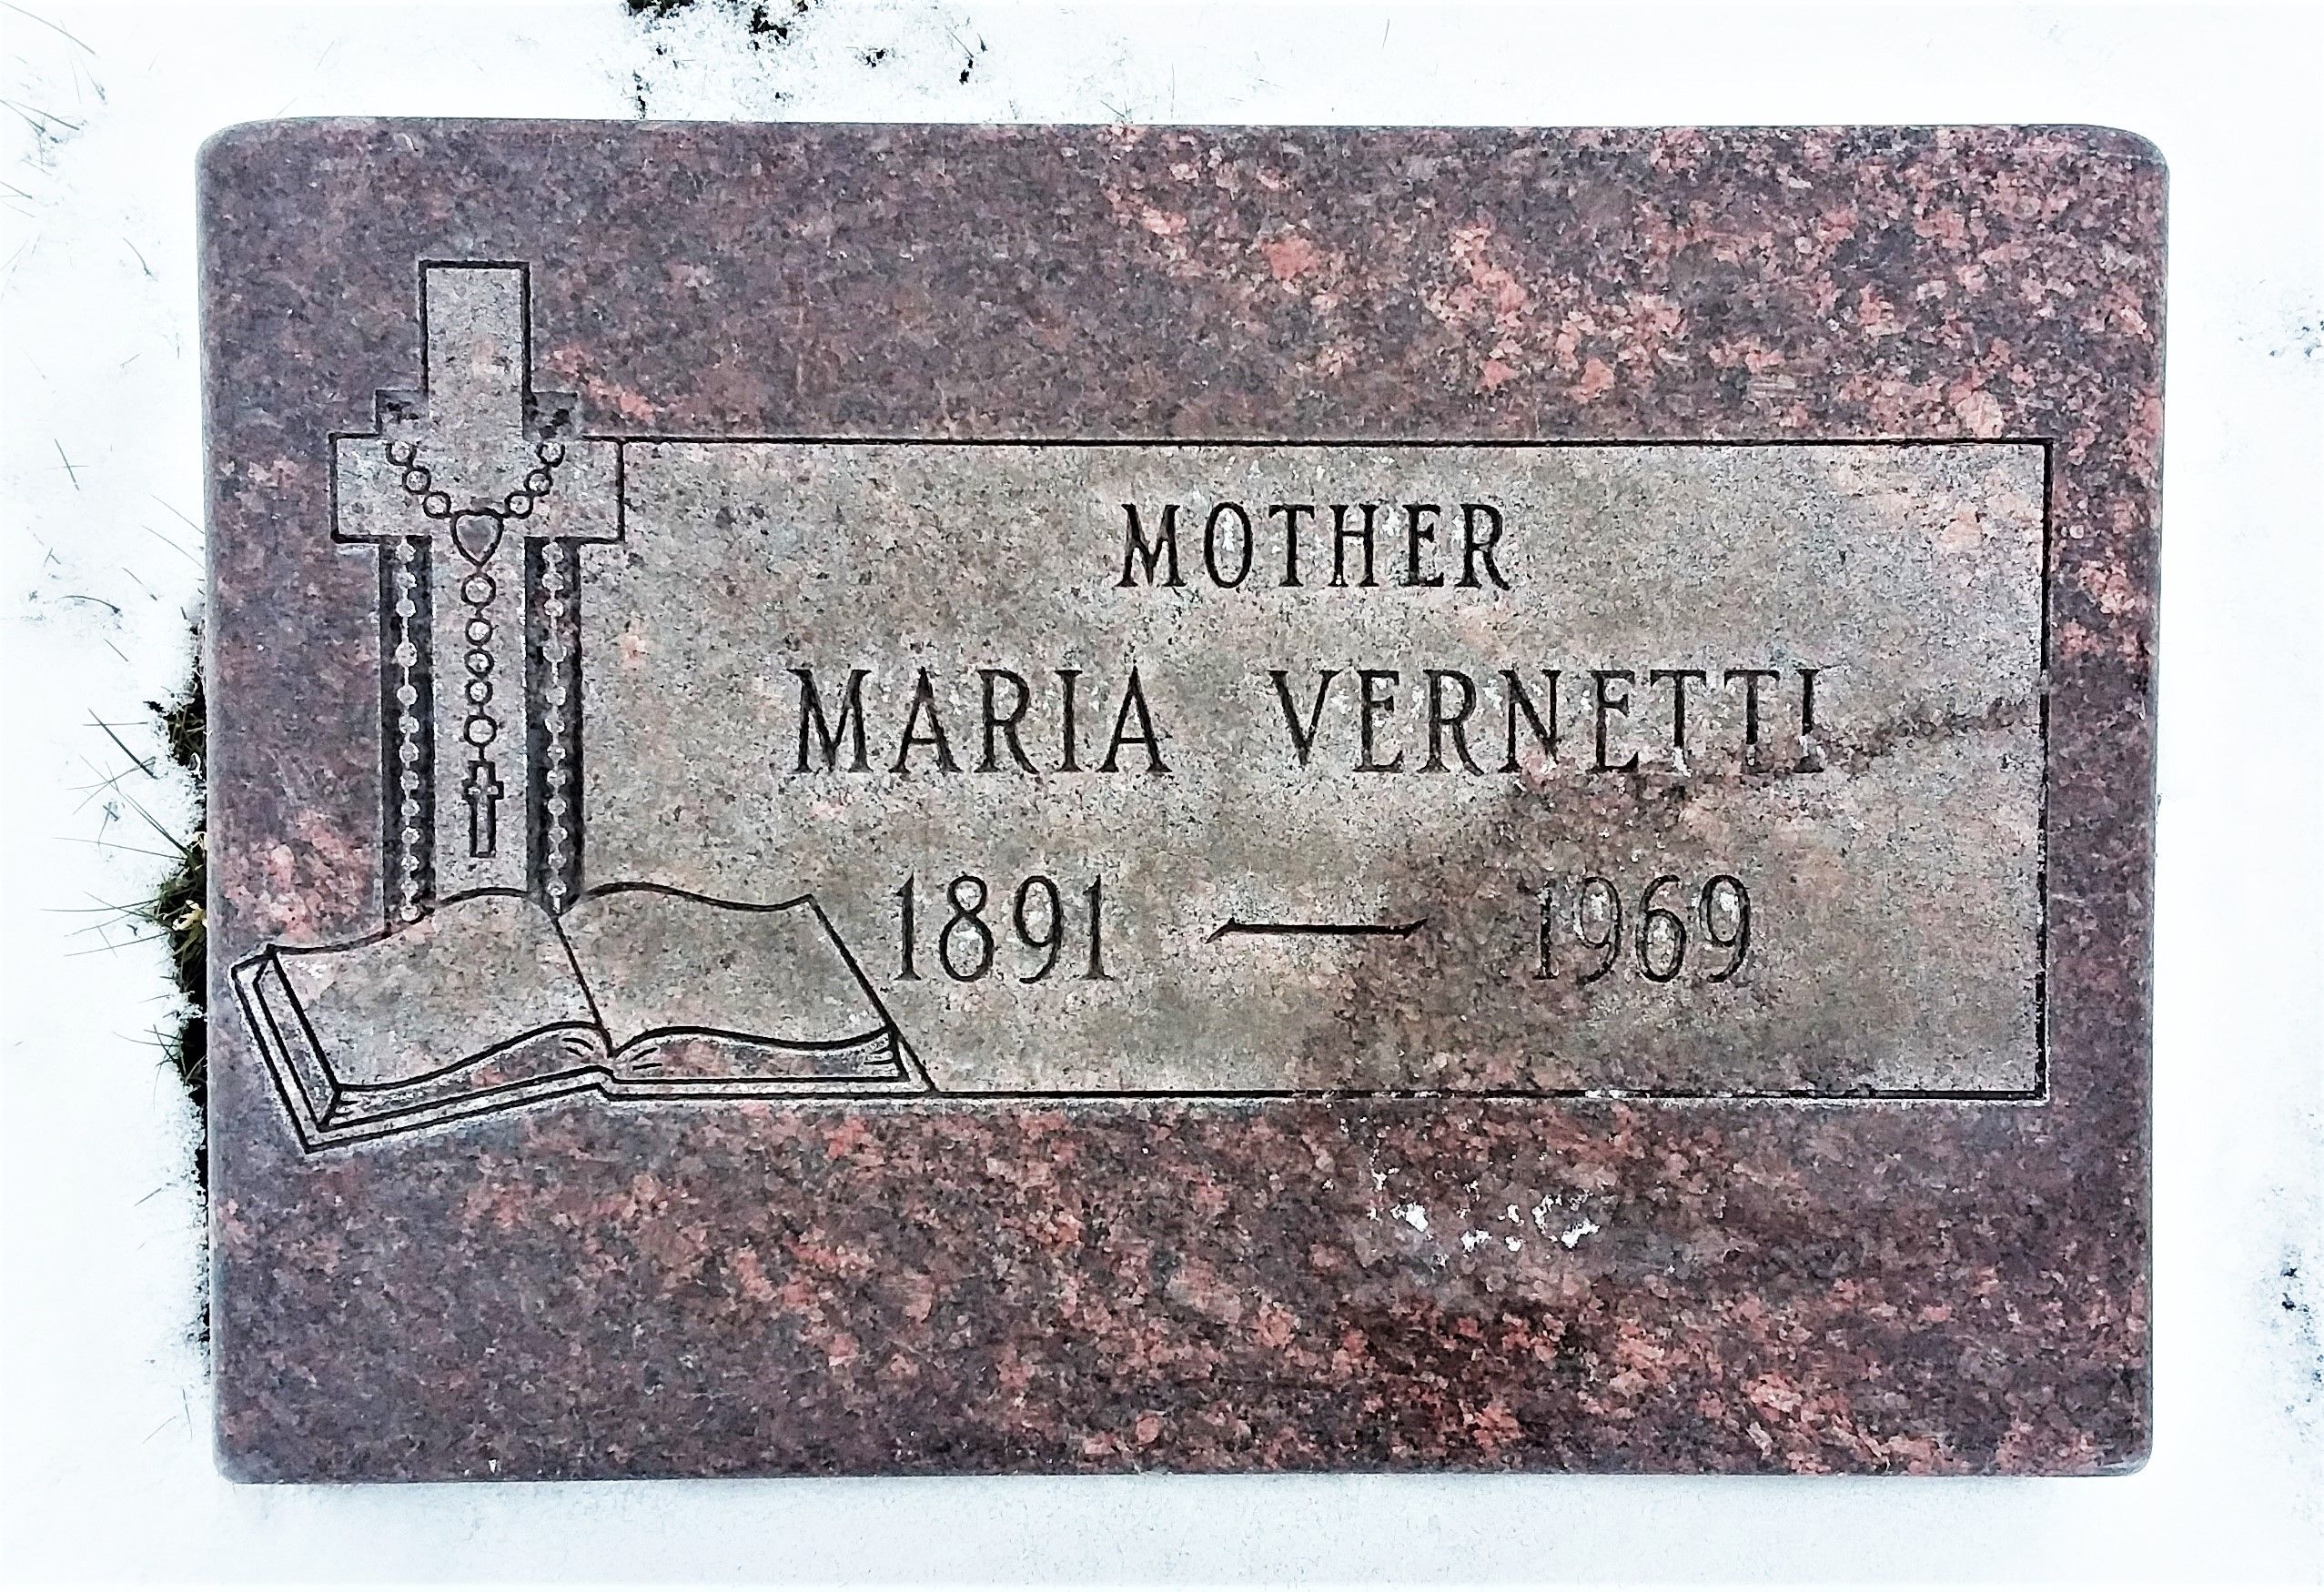 MOTHER
MARIA VERNETTI
1891 — 1969